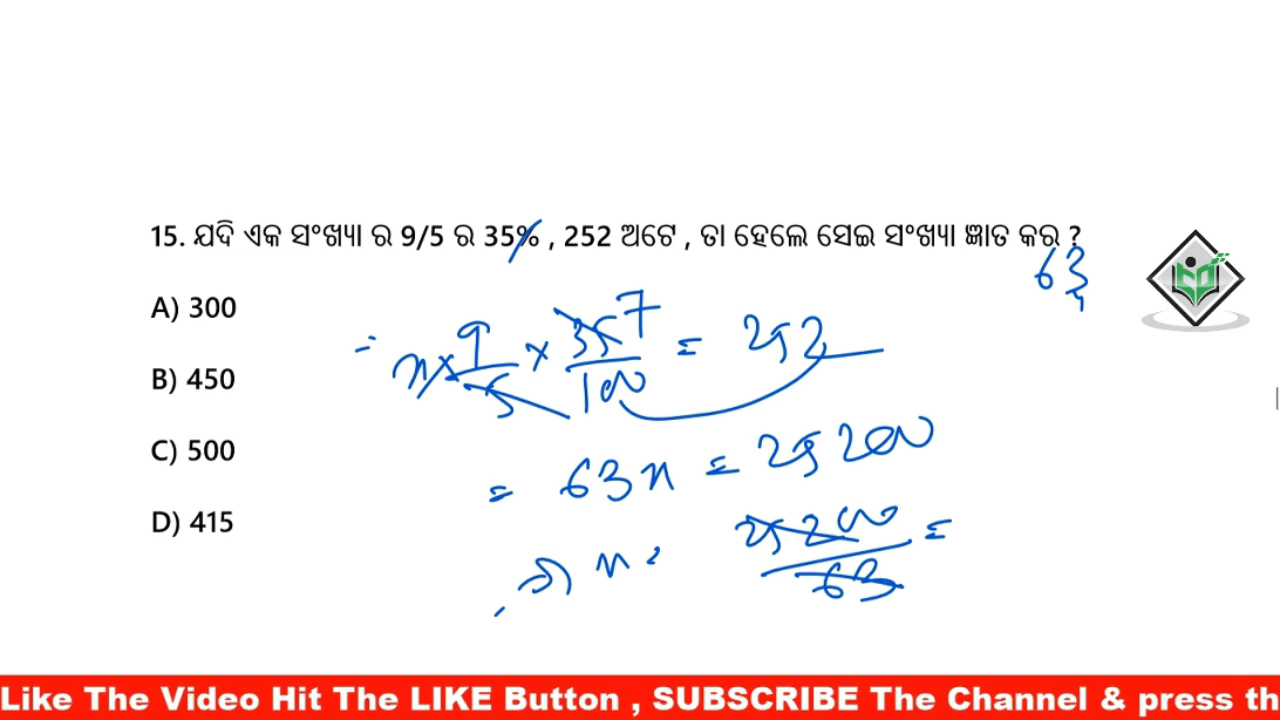 15. ଯଦି ଏକ ସଂଖ୍ୟା ର 9/5 ର 35% , 252 ଅଟେ , ତା ହେଲେ ସେଇ ସଂଖ୍ୟା ଜ୍ଞାତ କର ?
63
A) 300
x × 9/5 × 35/100 7 = 252
B) 450
C) 500
= 63x = 25200
D) 415
x = 25200/63 =
Like The Video Hit The LIKE Button , SUBSCRIBE The Channel & press th